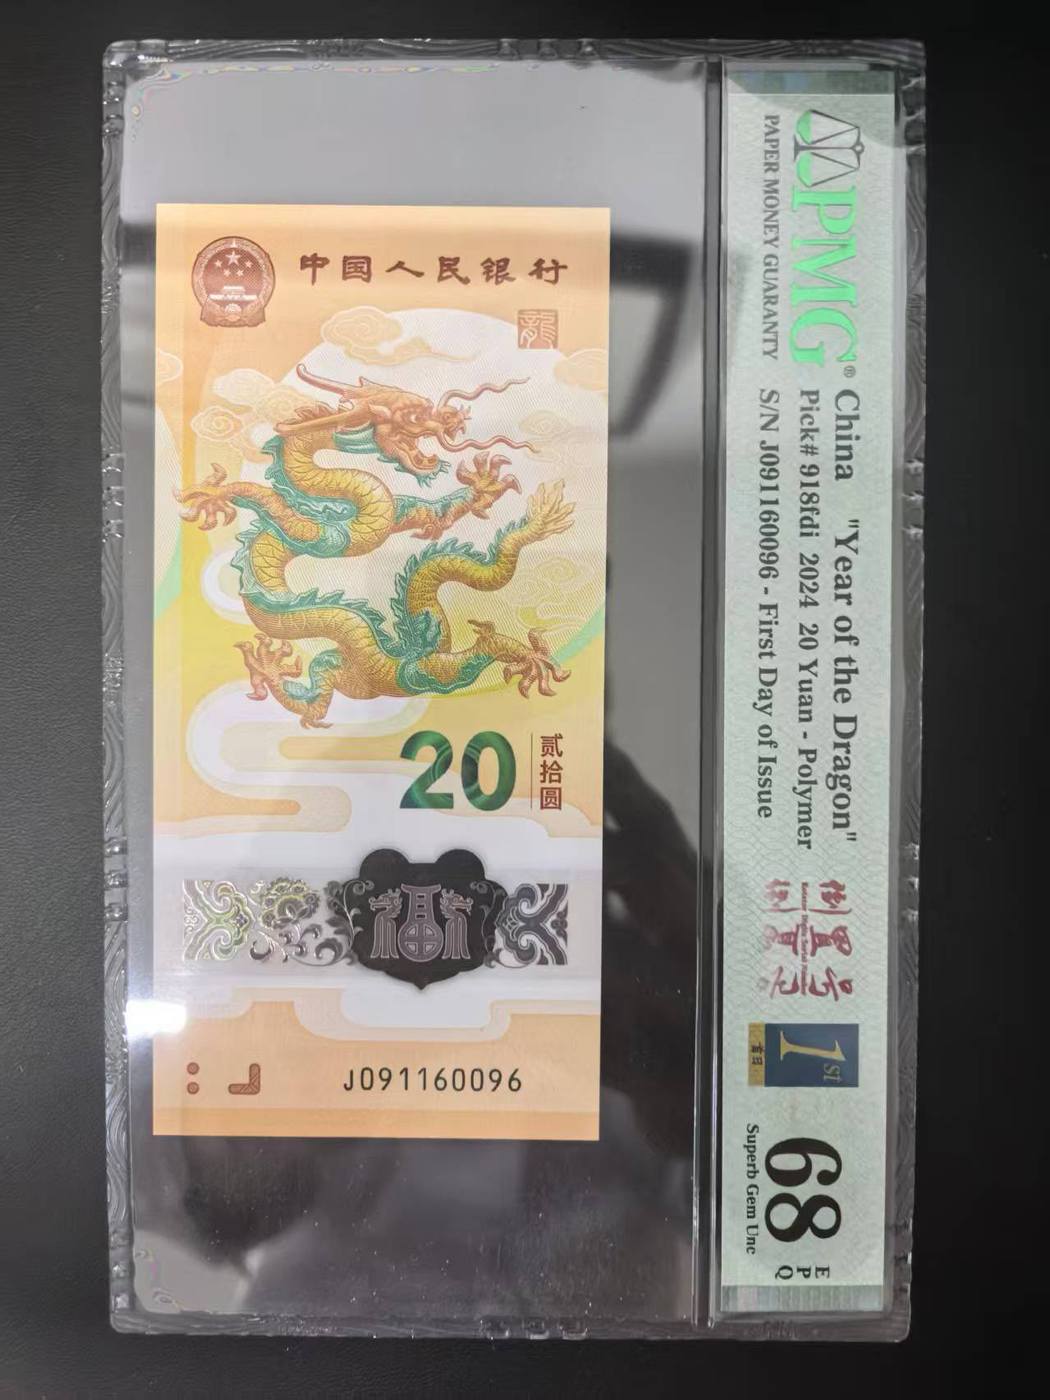 中国人民银行
龍
20
贰拾圆
J091160096
PMG®
PAPER MONEY GUARANTY
China "Year of the Dragon"
Pick# 918fdi 2024 20 Yuan - Polymer
S/N J091160096 - First Day of Issue
1st
首日
68
EPQ
Superb Gem Unc